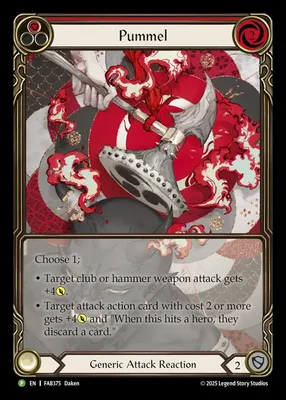 Pummel
Choose 1;
• Target club or hammer weapon attack gets
+4.
• Target attack action card with cost 2 or more
gets +4 and "When this hits a hero, they
discard a card."
Generic Attack Reaction
2
P EN | FAB375 Daken
© 2025 Legend Story Studios